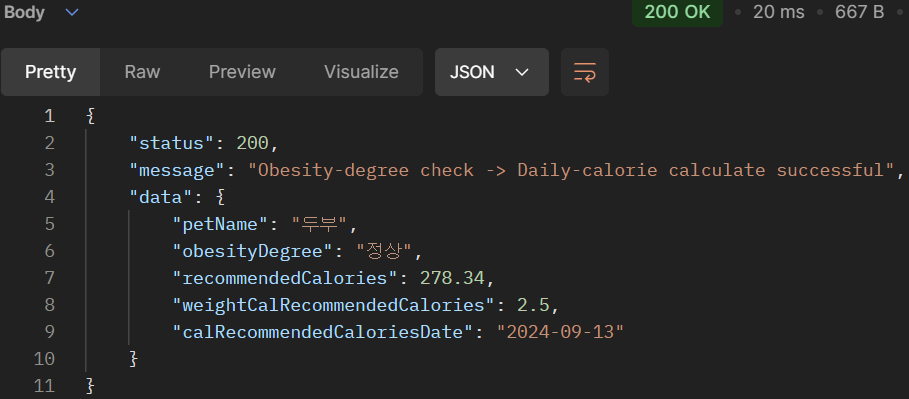 Body 200 OK • 20 ms • 667 B •
Pretty Raw Preview Visualize JSON
1 {
2     "status": 200,
3     "message": "Obesity-degree check -> Daily-calorie calculate successful",
4     "data": {
5         "petName": "두부",
6         "obesityDegree": "정상",
7         "recommendedCalories": 278.34,
8         "weightCalRecommendedCalories": 2.5,
9         "calRecommendedCaloriesDate": "2024-09-13"
10     }
11 }